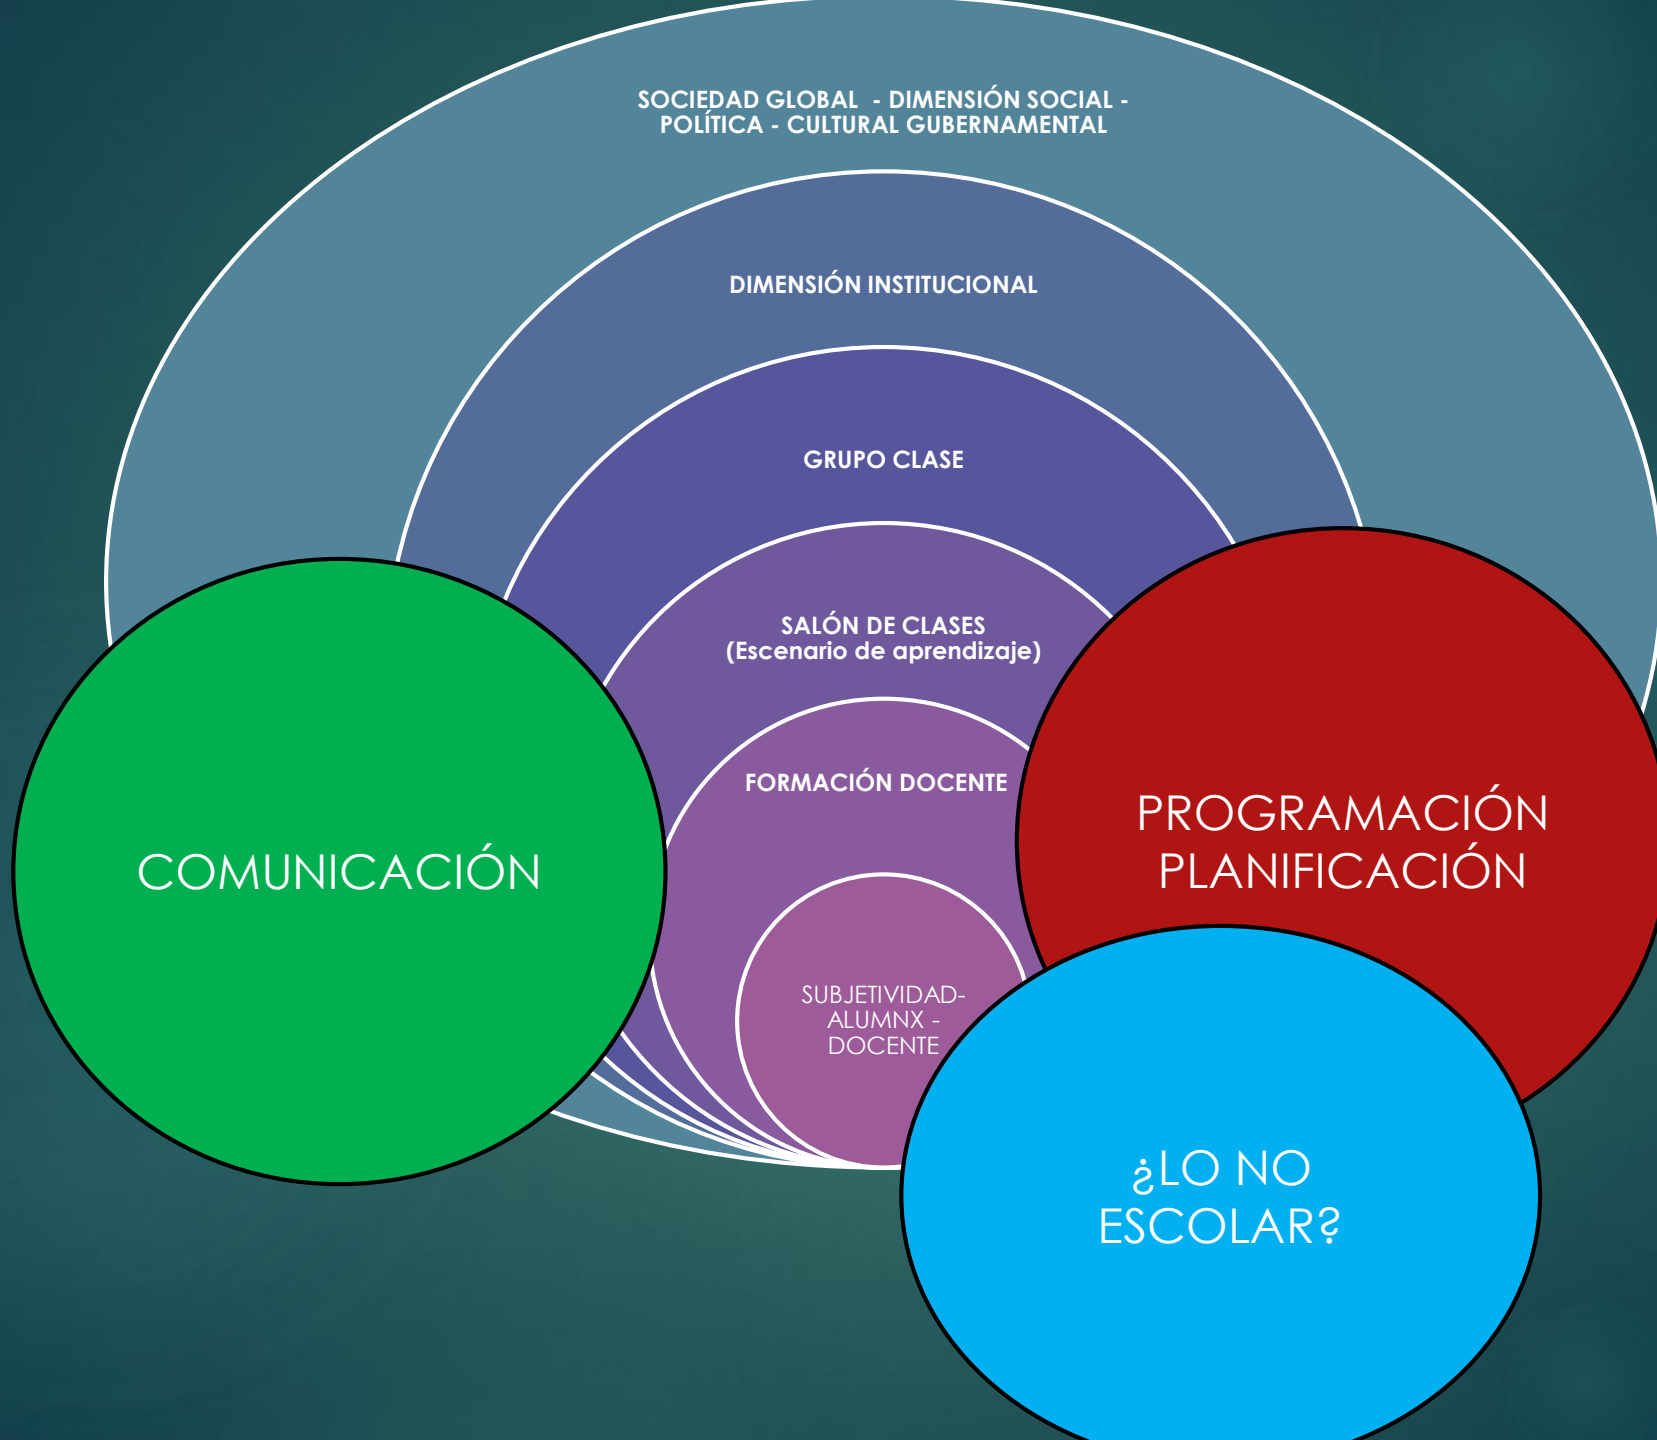 SOCIEDAD GLOBAL - DIMENSIÓN SOCIAL -
POLÍTICA - CULTURAL GUBERNAMENTAL
DIMENSIÓN INSTITUCIONAL
GRUPO CLASE
SALÓN DE CLASES
(Escenario de aprendizaje)
FORMACIÓN DOCENTE
SUBJETIVIDAD-
ALUMNX -
DOCENTE
COMUNICACIÓN
PROGRAMACIÓN
PLANIFICACIÓN
¿LO NO
ESCOLAR?